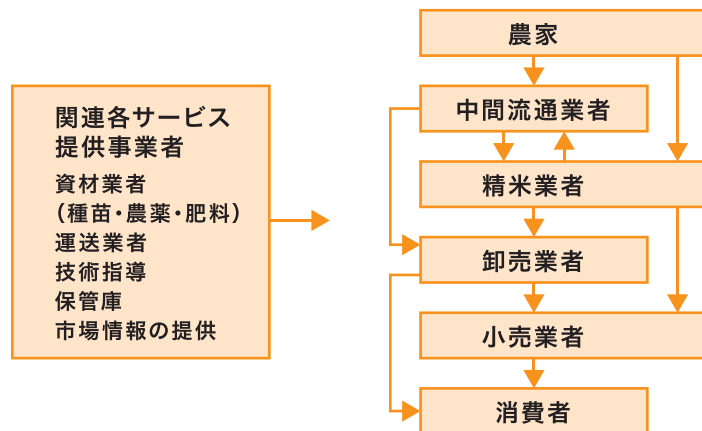 関連各サービス
提供事業者
資材業者
（種苗・農薬・肥料）
運送業者
技術指導
保管庫
市場情報の提供
農家
中間流通業者
精米業者
卸売業者
小売業者
消費者